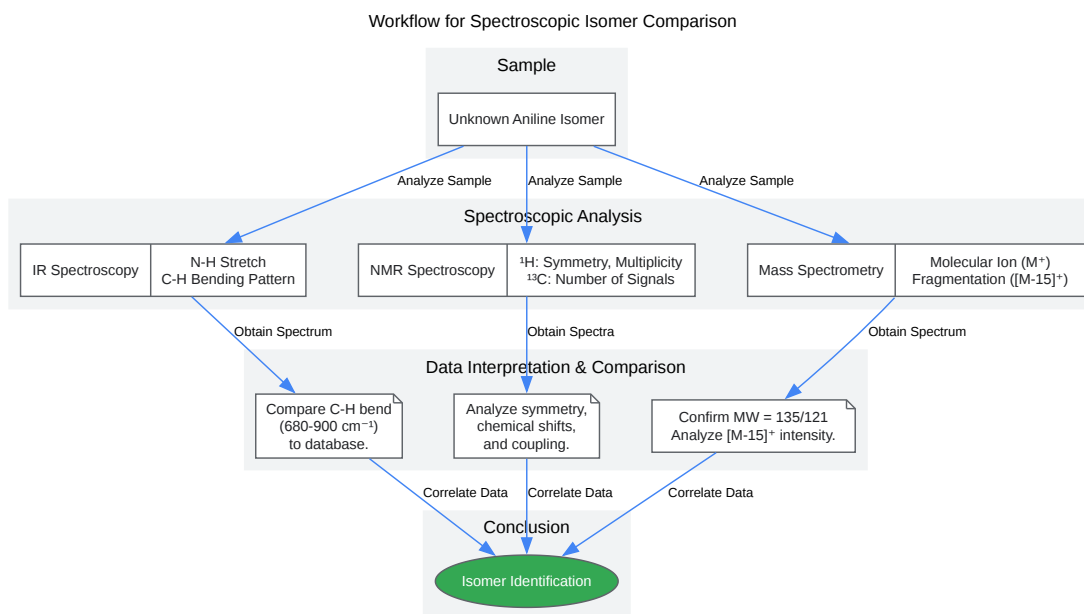 Workflow for Spectroscopic Isomer Comparison
Sample
Unknown Aniline Isomer
Analyze Sample
Analyze Sample
Analyze Sample
Spectroscopic Analysis
IR Spectroscopy
N-H Stretch
C-H Bending Pattern
NMR Spectroscopy
¹H: Symmetry, Multiplicity
¹³C: Number of Signals
Mass Spectrometry
Molecular Ion (M⁺)
Fragmentation ([M-15]⁺)
Obtain Spectrum
Obtain Spectra
Obtain Spectrum
Data Interpretation & Comparison
Compare C-H bend
(680-900 cm⁻¹)
to database.
Analyze symmetry,
chemical shifts,
and coupling.
Confirm MW = 135/121
Analyze [M-15]⁺ intensity.
Correlate Data
Correlate Data
Correlate Data
Conclusion
Isomer Identification